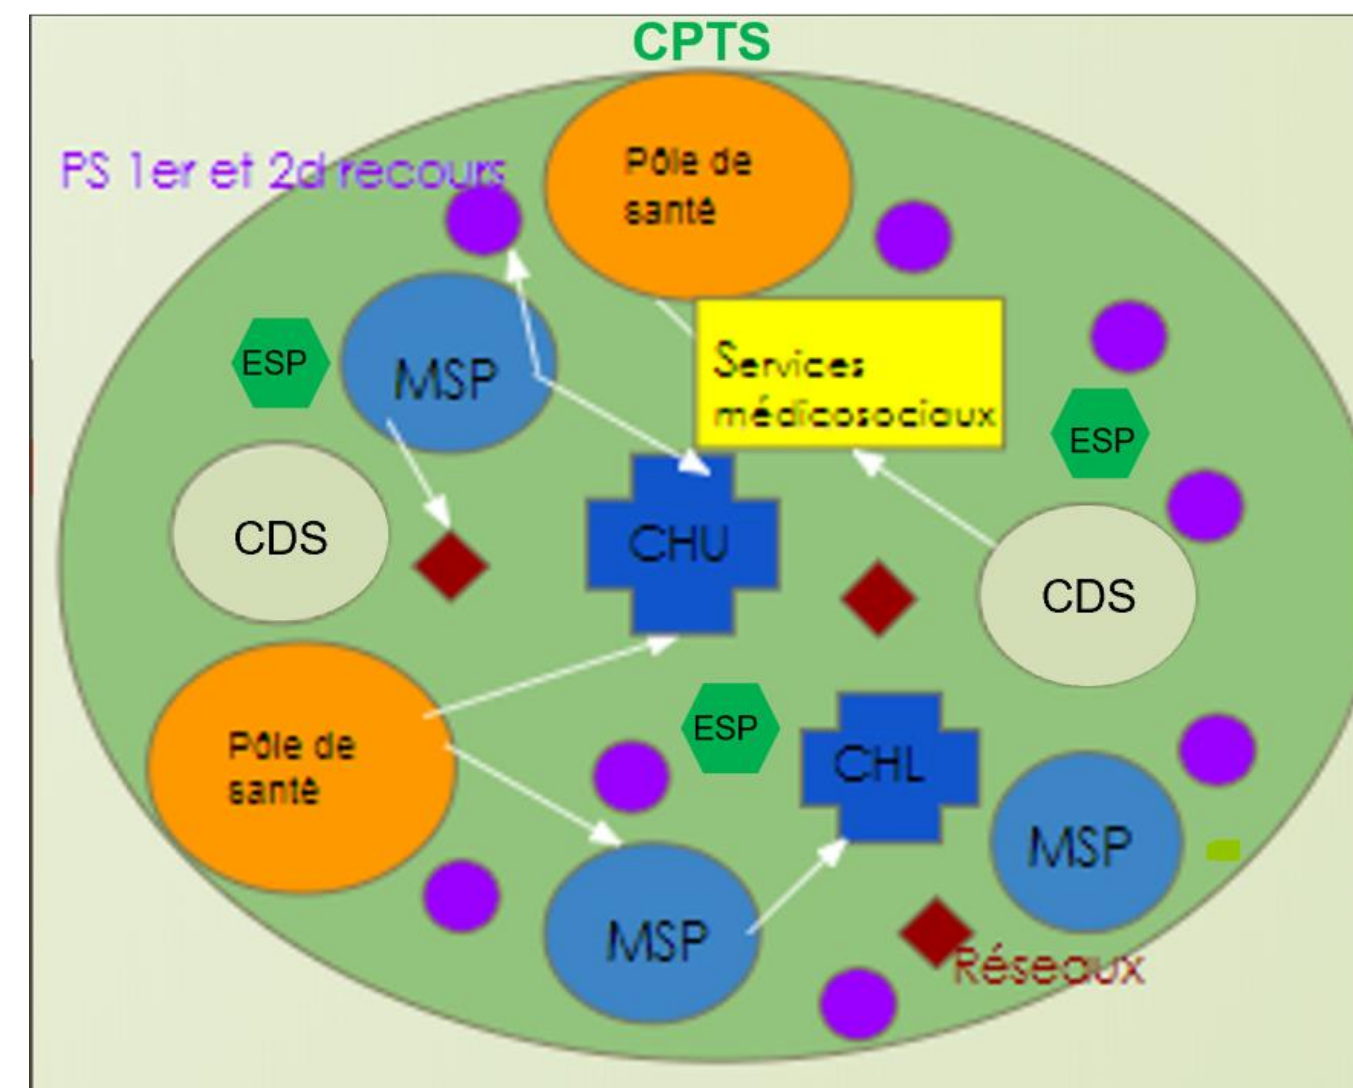 CPTS
PS 1er et 2d recours
Pôle de
santé
ESP
MSP
Services
médicosociaux
ESP
CDS
CHU
CDS
Pôle de
santé
ESP
CHL
MSP
MSP
Réseaux